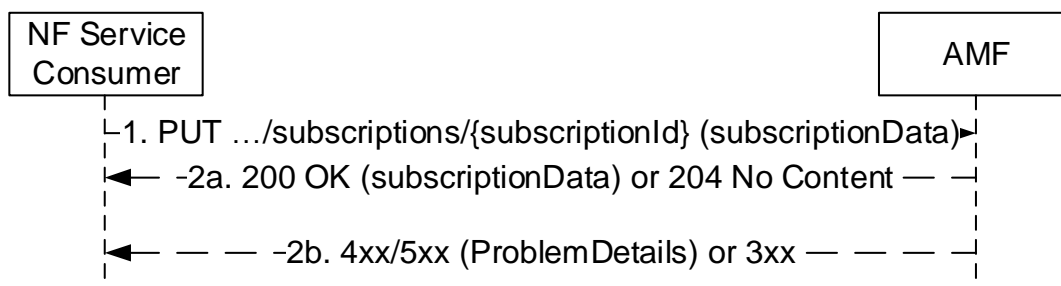 NF Service
Consumer
AMF
1. PUT …/subscriptions/{subscriptionId} (subscriptionData)
2a. 200 OK (subscriptionData) or 204 No Content
2b. 4xx/5xx (ProblemDetails) or 3xx